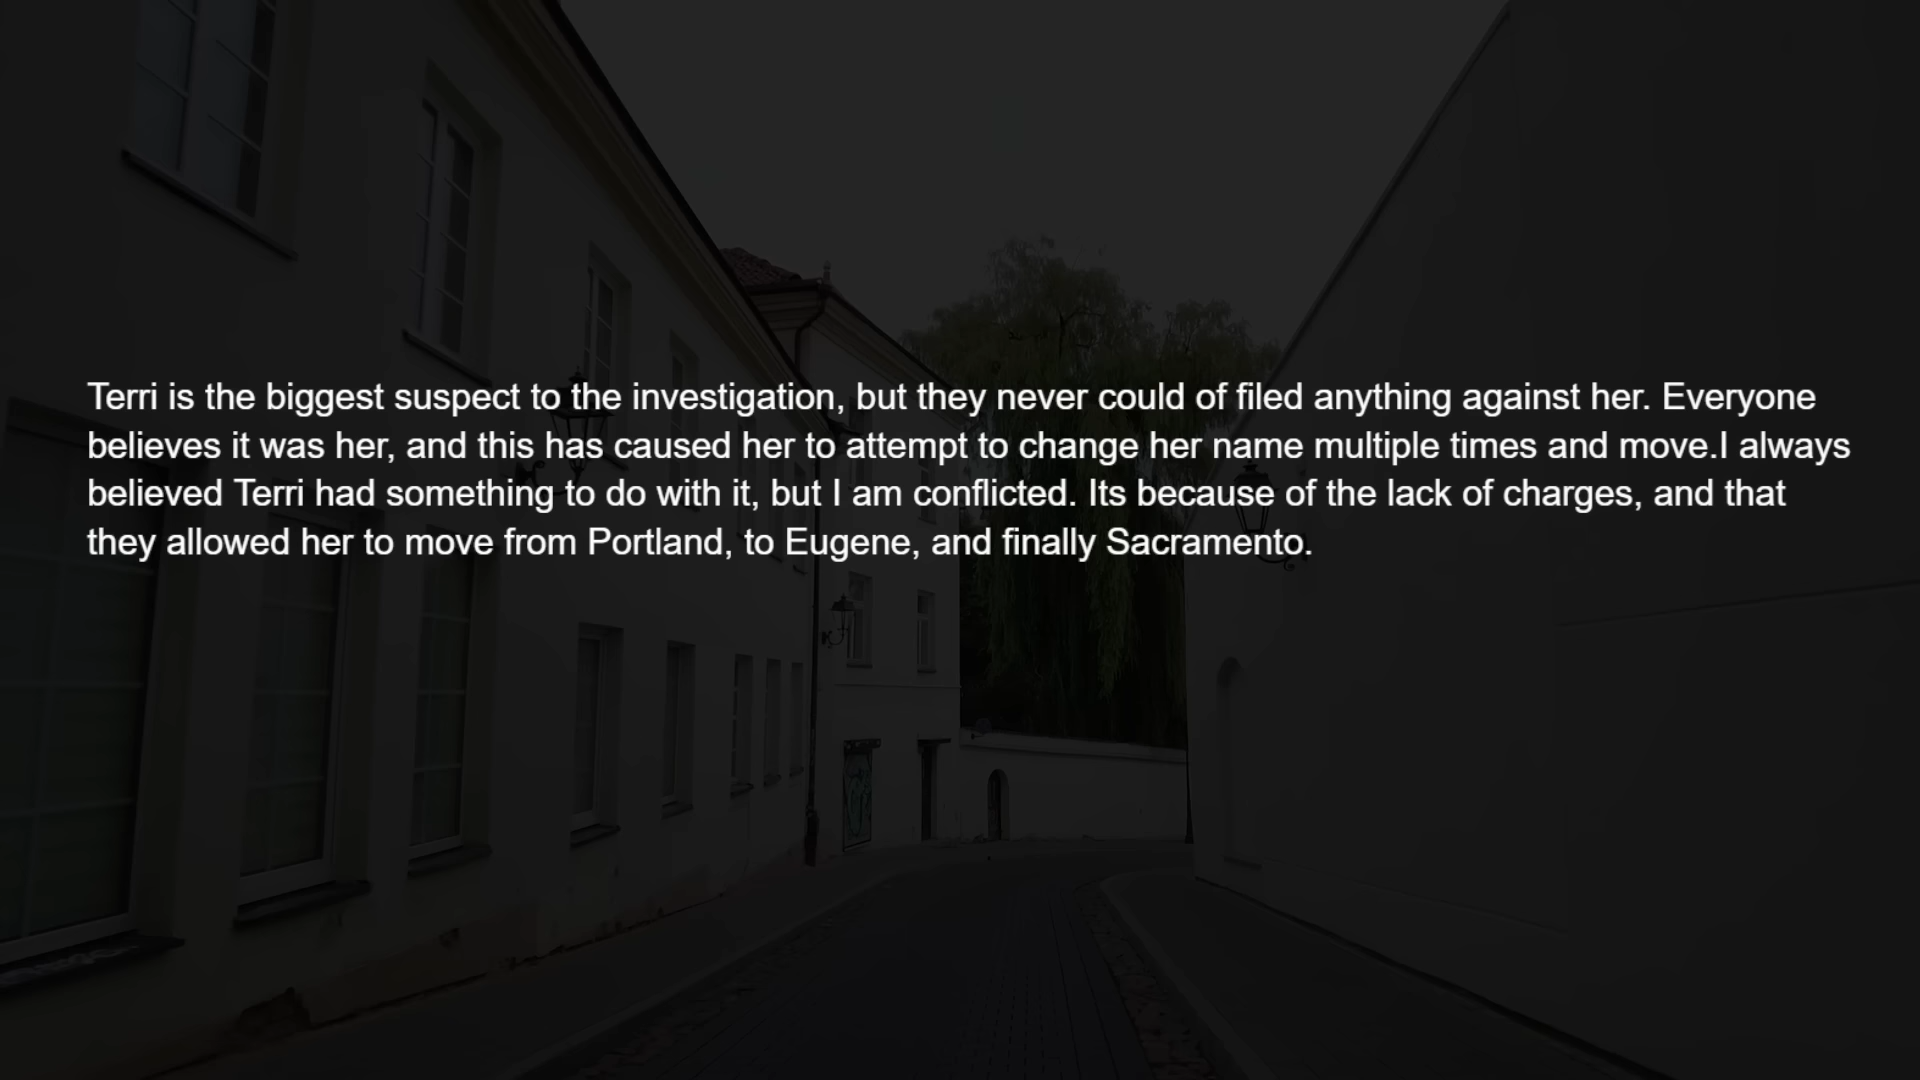 Terri is the biggest suspect to the investigation, but they never could of filed anything against her. Everyone
believes it was her, and this has caused her to attempt to change her name multiple times and move.I always
believed Terri had something to do with it, but I am conflicted. Its because of the lack of charges, and that
they allowed her to move from Portland, to Eugene, and finally Sacramento.